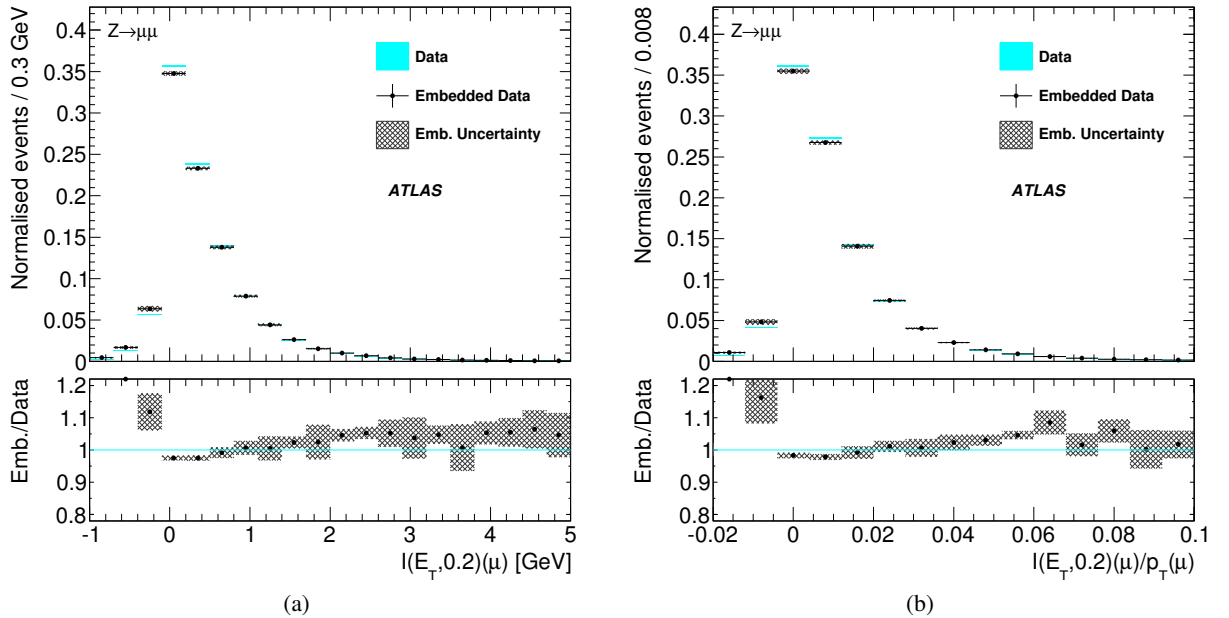 Normalised events / 0.3 GeV
0.4
0.35
0.3
0.25
0.2
0.15
0.1
0.05
0
Z→μμ
Data
Embedded Data
Emb. Uncertainty
ATLAS
Emb./Data
1.2
1.1
1
0.9
0.8
-1 0 1 2 3 4 5
I(E_T,0.2)(μ) [GeV]
(a)
Normalised events / 0.008
0.4
0.35
0.3
0.25
0.2
0.15
0.1
0.05
0
Z→μμ
Data
Embedded Data
Emb. Uncertainty
ATLAS
Emb./Data
1.2
1.1
1
0.9
0.8
-0.02 0 0.02 0.04 0.06 0.08 0.1
I(E_T,0.2)(μ)/p_T(μ)
(b)